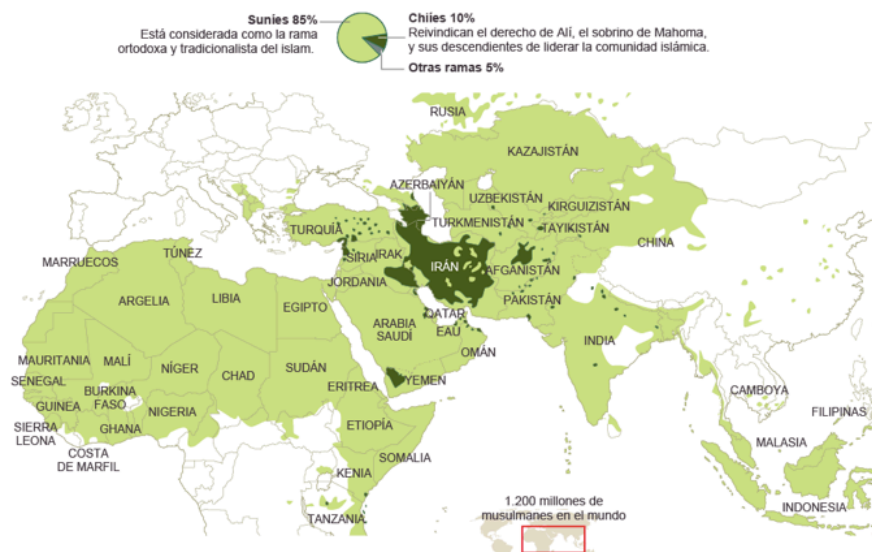 Suníes 85%
Está considerada como la rama
ortodoxa y tradicionalista del islam.
Chiíes 10%
Reivindican el derecho de Alí, el sobrino de Mahoma,
y sus descendientes de liderar la comunidad islámica.
Otras ramas 5%
RUSIA
KAZAJISTÁN
AZERBAIYÁN
UZBEKISTÁN
KIRGUIZISTÁN
TURQUÍA
TURKMENISTÁN
TAYIKISTÁN
CHINA
TÚNEZ
MARRUECOS
SIRIA
IRAK
IRÁN
AFGANISTÁN
JORDANIA
ARGELIA
LIBIA
EGIPTO
PAKISTÁN
QATAR
ARABIA
SAUDÍ
EAU
INDIA
OMÁN
MAURITANIA
MALÍ
NÍGER
CHAD
SUDÁN
YEMEN
SENEGAL
ERITREA
BURKINA
FASO
CAMBOYA
GUINEA
NIGERIA
FILIPINAS
GHANA
ETIOPÍA
SIERRA
LEONA
COSTA
DE MARFIL
SOMALIA
MALASIA
KENIA
1.200 millones de
musulmanes en el mundo
INDONESIA
TANZANIA